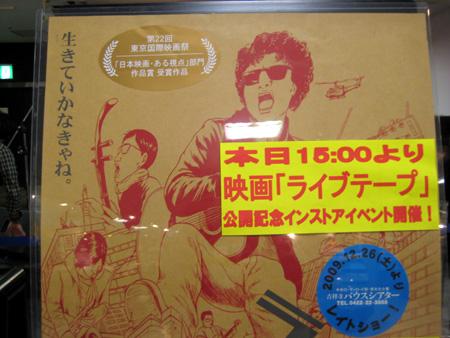 生きていかなきゃね。
第22回
東京国際映画祭
「日本映画・ある視点」部門
作品賞 受賞作品
本日15:00より
映画「ライブテープ」
公開記念インストアイベント開催!
2009.12.26(土)より
吉祥寺バウスシアター
TEL.0422-22-3555
レイトショー!